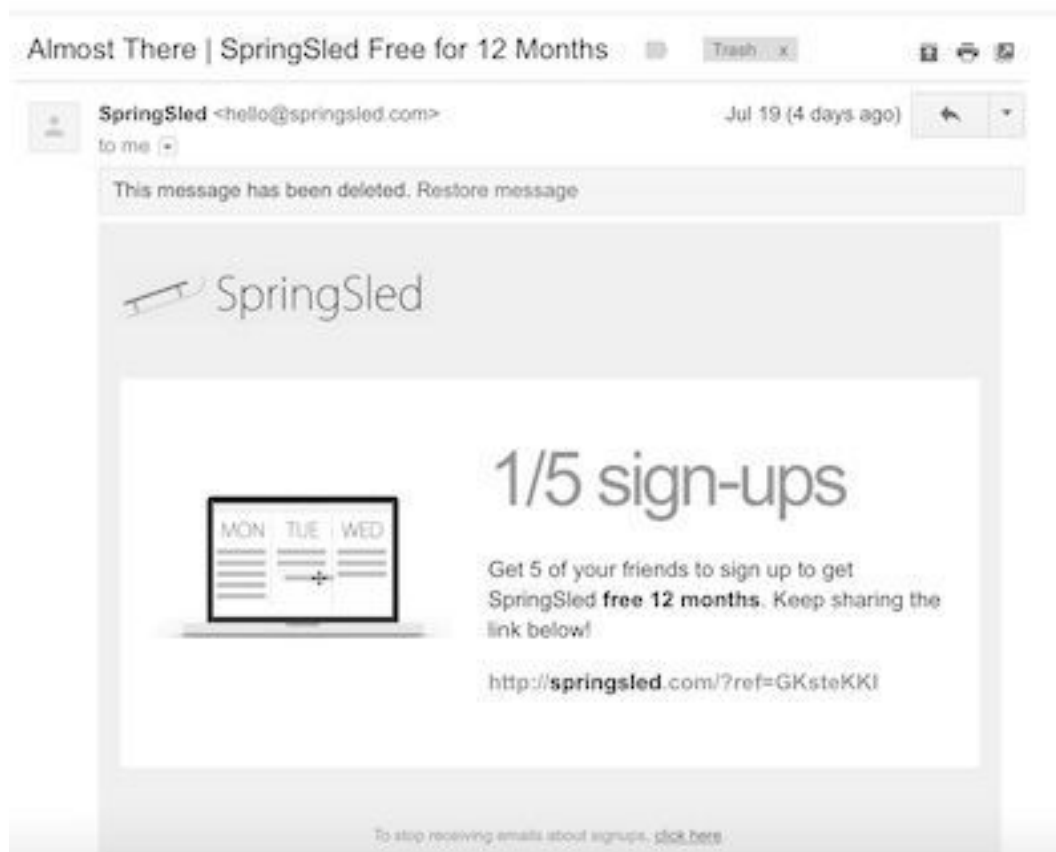 Almost There | SpringSled Free for 12 Months
Trash x
SpringSled <hello@springsled.com>
Jul 19 (4 days ago)
to me
This message has been deleted. Restore message
SpringSled
1/5 sign-ups
MON TUE WED
Get 5 of your friends to sign up to get
SpringSled free 12 months. Keep sharing the
link below!
http://springsled.com/?ref=GKsteKKI
To stop receiving emails about signups, click here